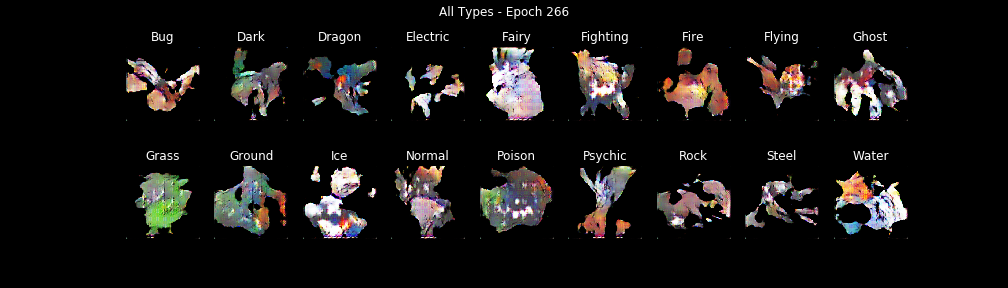 All Types - Epoch 266
Bug Dark Dragon Electric Fairy Fighting Fire Flying Ghost
Grass Ground Ice Normal Poison Psychic Rock Steel Water